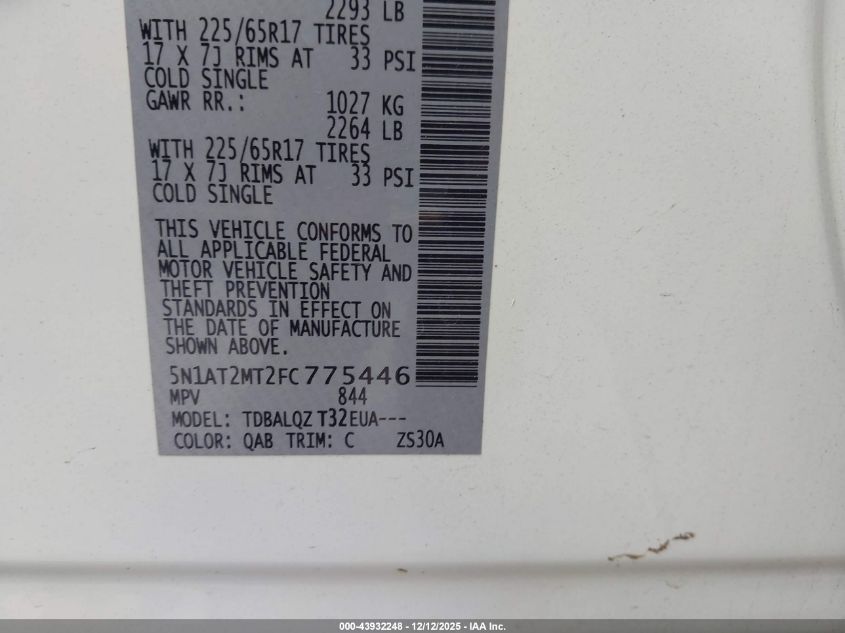 2293 LB
WITH 225/65R17 TIRES
17 X 7J RIMS AT 33 PSI
COLD SINGLE
GAWR RR.: 1027 KG
2264 LB
WITH 225/65R17 TIRES
17 X 7J RIMS AT 33 PSI
COLD SINGLE
THIS VEHICLE CONFORMS TO
ALL APPLICABLE FEDERAL
MOTOR VEHICLE SAFETY AND
THEFT PREVENTION
STANDARDS IN EFFECT ON
THE DATE OF MANUFACTURE
SHOWN ABOVE.
5N1AT2MT2FC775446
MPV 844
MODEL: TDBALQZ T32EUA---
COLOR: QAB TRIM: C ZS30A
000-43932248 - 12/12/2025 - IAA Inc.